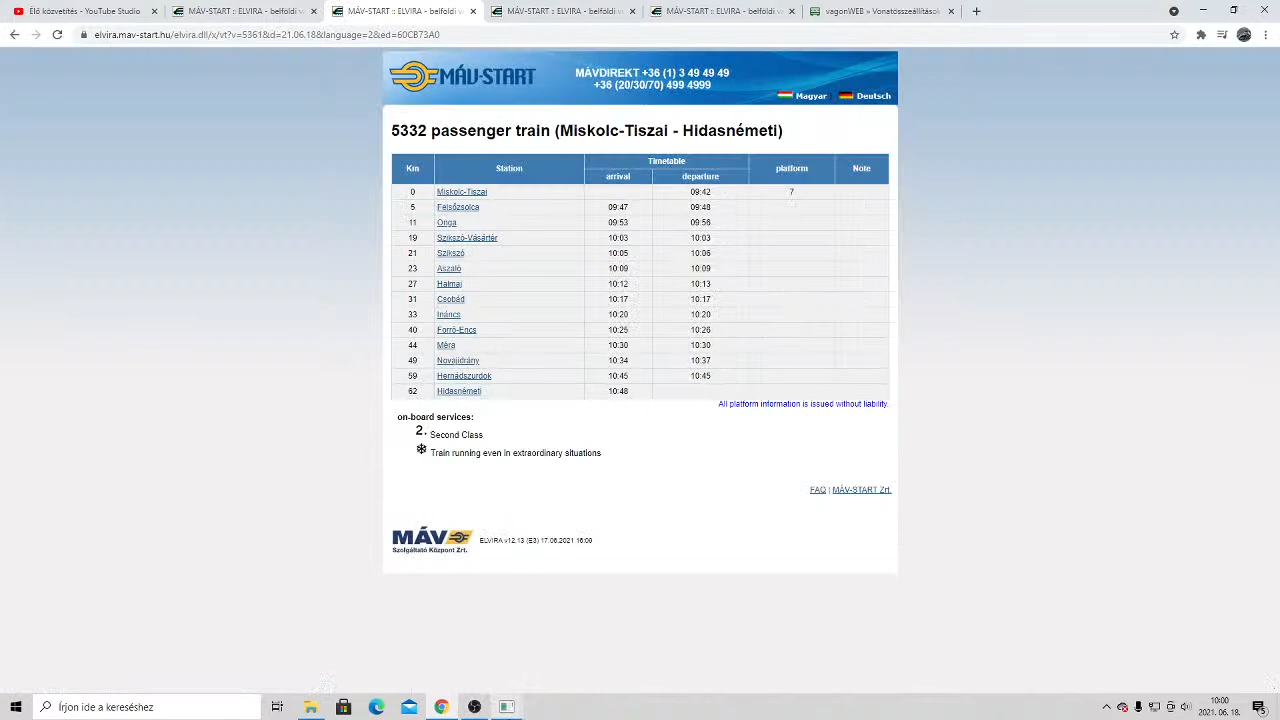 Élő közvetítés - YouTube Studio
MÁV-START :: ELVIRA - belföldi v
MÁV-START :: ELVIRA - belföldi v
MÁV-START :: ELVIRA - belföldi v
MÁV-START :: ELVIRA - belföldi v
vagonWEB » Vonatösszeállítások
elvira.mav-start.hu/elvira.dll/x/vt?v=5361&d=21.06.18&language=2&ed=60CB73A0
MÁV-START
MÁVDIREKT +36 (1) 3 49 49 49
+36 (20/30/70) 499 4999
Magyar | Deutsch
5332 passenger train (Miskolc-Tiszai - Hidasnémeti)
Km Station Timetable platform Note
arrival departure
0 Miskolc-Tiszai 09:42 7
5 Felsőzsolca 09:47 09:48
11 Onga 09:53 09:56
19 Szikszó-Vásártér 10:03 10:03
21 Szikszó 10:05 10:06
23 Aszaló 10:09 10:09
27 Halmaj 10:12 10:13
31 Csobád 10:17 10:17
33 Ináncs 10:20 10:20
40 Forró-Encs 10:25 10:26
44 Méra 10:30 10:30
49 Novajidrány 10:34 10:37
59 Hernádszurdok 10:45 10:45
62 Hidasnémeti 10:48
All platform information is issued without liability.
on-board services:
2. Second Class
Train running even in extraordinary situations
FAQ | MÁV-START Zrt.
MÁV
Szolgáltató Központ Zrt.
ELVIRA v12.13 (E3) 17.06.2021 16:09
Írjon ide a kereséshez
10:00
2021. 06. 18.